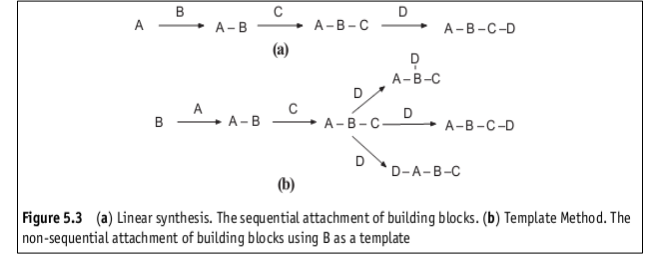 B C D
A A – B A – B – C A – B – C –D
(a)
D
A – B –C
D
A C D
B A – B A – B – C A – B – C –D
D
D– A – B –C
(b)
Figure 5.3 (a) Linear synthesis. The sequential attachment of building blocks. (b) Template Method. The
non-sequential attachment of building blocks using B as a template